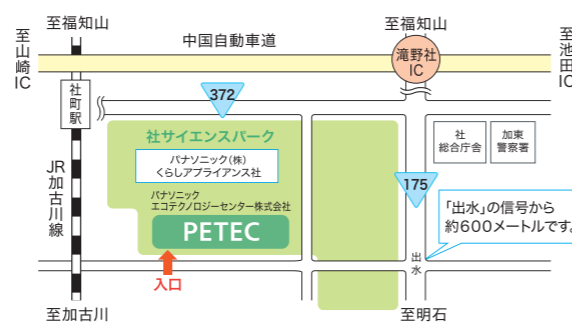 至福知山
至福知山
至山崎IC
中国自動車道
滝野社
IC
至池田IC
社町駅
372
社サイエンスパーク
パナソニック(株)
くらしアプライアンス社
パナソニック
エコテクノロジーセンター株式会社
PETEC
入口
JR加古川線
社
総合庁舎
加東
警察署
175
「出水」の信号から
約600メートルです。
出水
至加古川
至明石